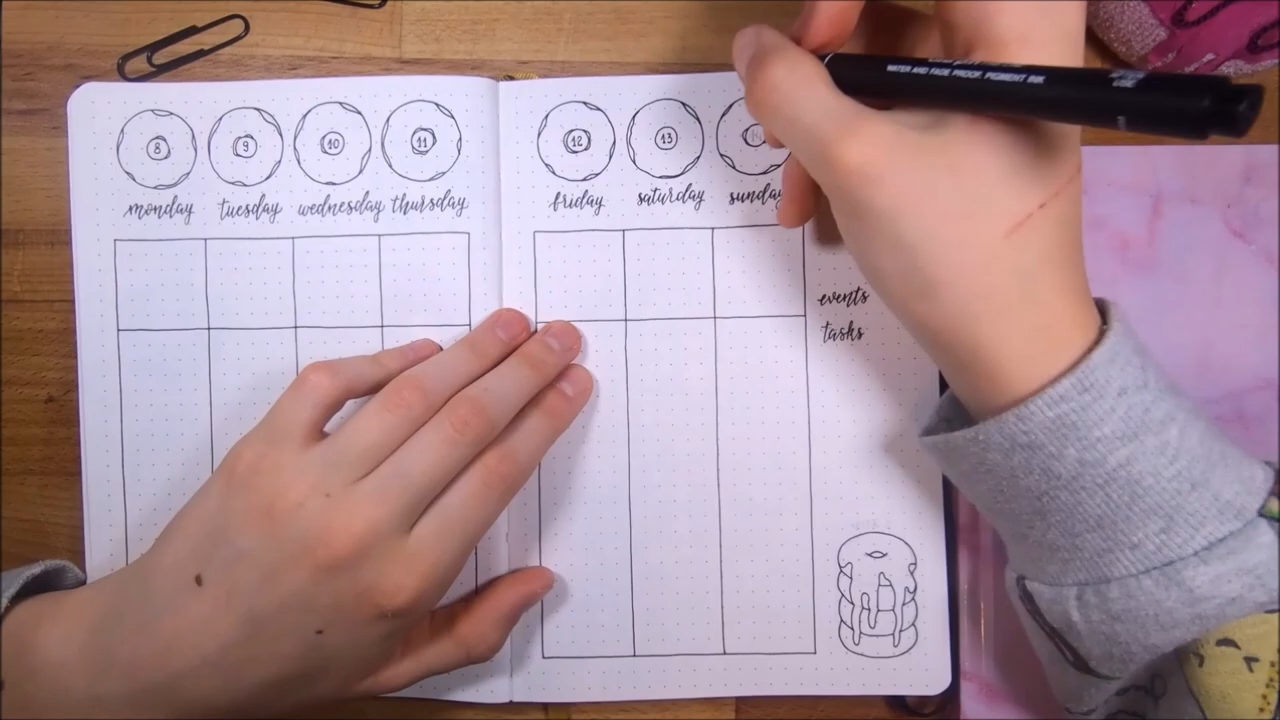 8 9 10 11 12 13
monday tuesday wednesday thursday friday saturday sunday
events
tasks
WATER AND FADE PROOF PIGMENT INK